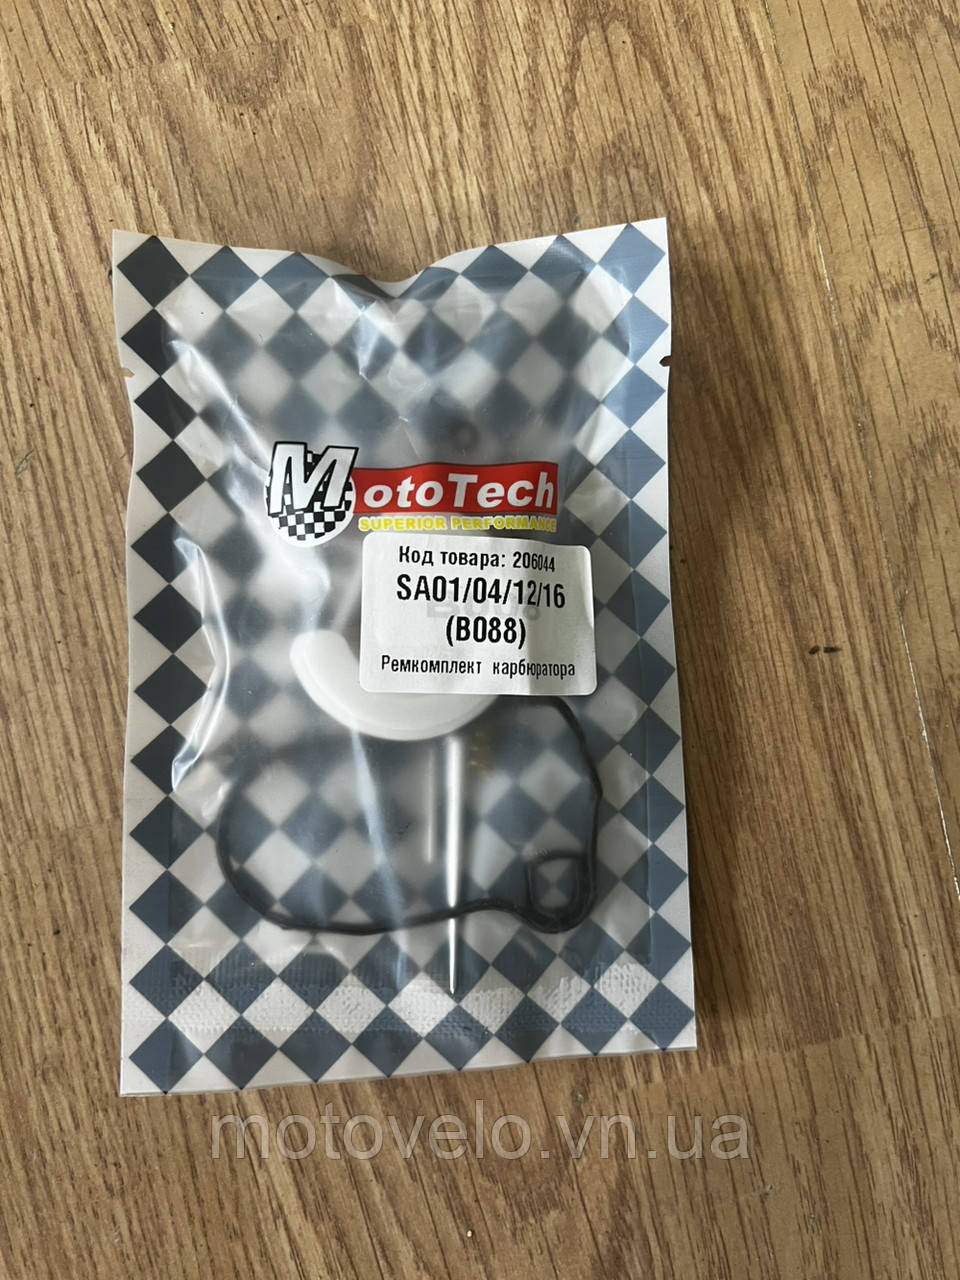 MotoTech
SUPERIOR PERFORMANCE
Код товара: 206044
SA01/04/12/16
(B088)
Ремкомплект карбюратора
motovelo.vn.ua